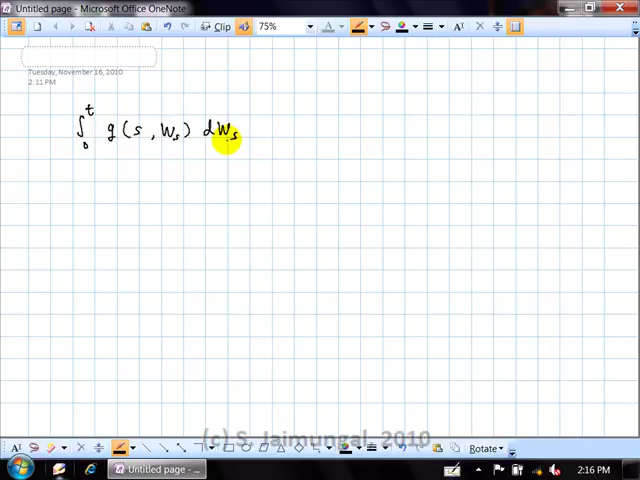 Untitled page - Microsoft Office OneNote
Clip
75%
Tuesday, November 16, 2010
2:11 PM
∫₀ᵗ g(s, Wₛ) dWₛ
(c) S. Jaimungal, 2010
Rotate
Untitled page - ...
2:16 PM